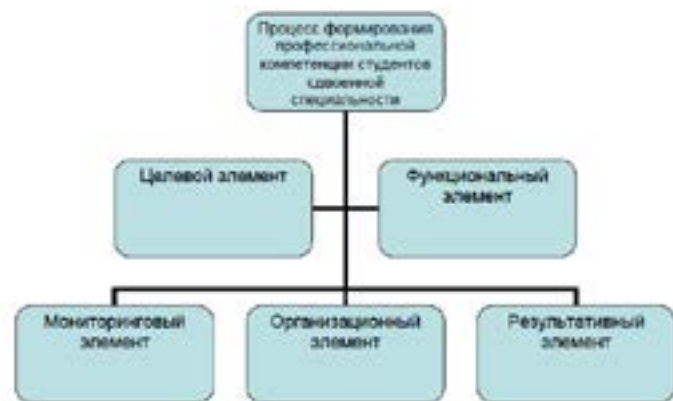 Процесс формирования
профессиональной
компетенции студентов
сдвоенной
специальности
Целевой элемент
Функциональный
элемент
Мониторинговый
элемент
Организационный
элемент
Результативный
элемент